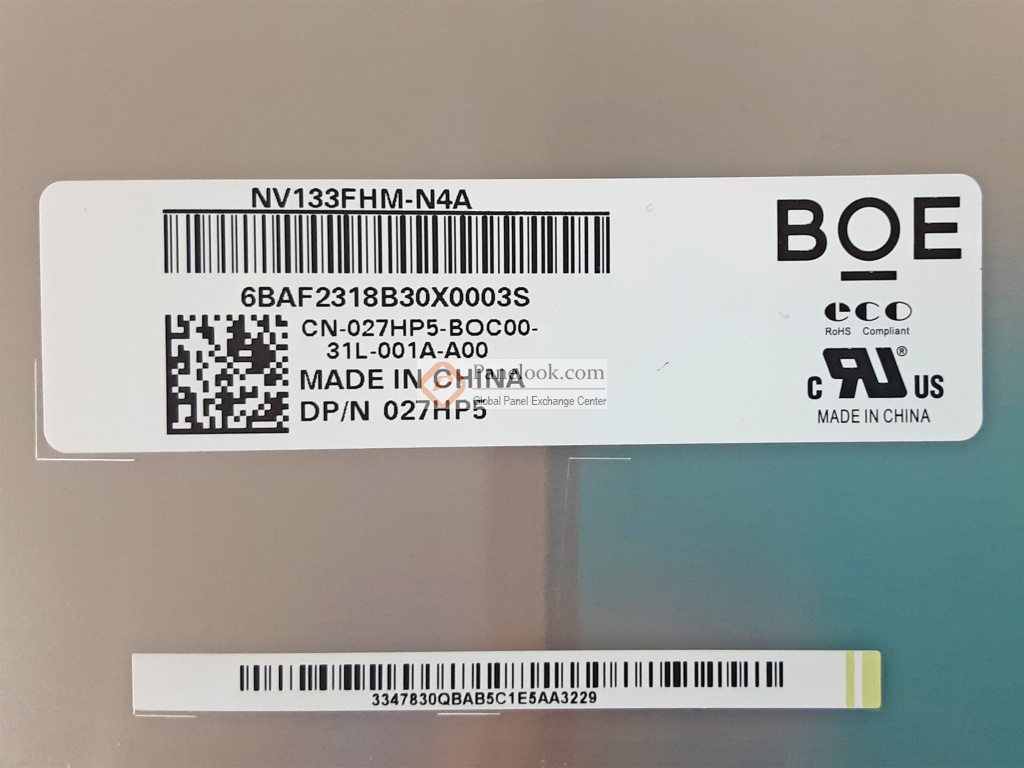 NV133FHM-N4A
6BAF2318B30X0003S
CN-027HP5-BOC00-
31L-001A-A00
MADE IN CHINA
DP/N 027HP5
BOE
eco
RoHS Compliant
c RU ® US
MADE IN CHINA
Panelook.com
Global Panel Exchange Center
3347830QBAB5C1E5AA3229